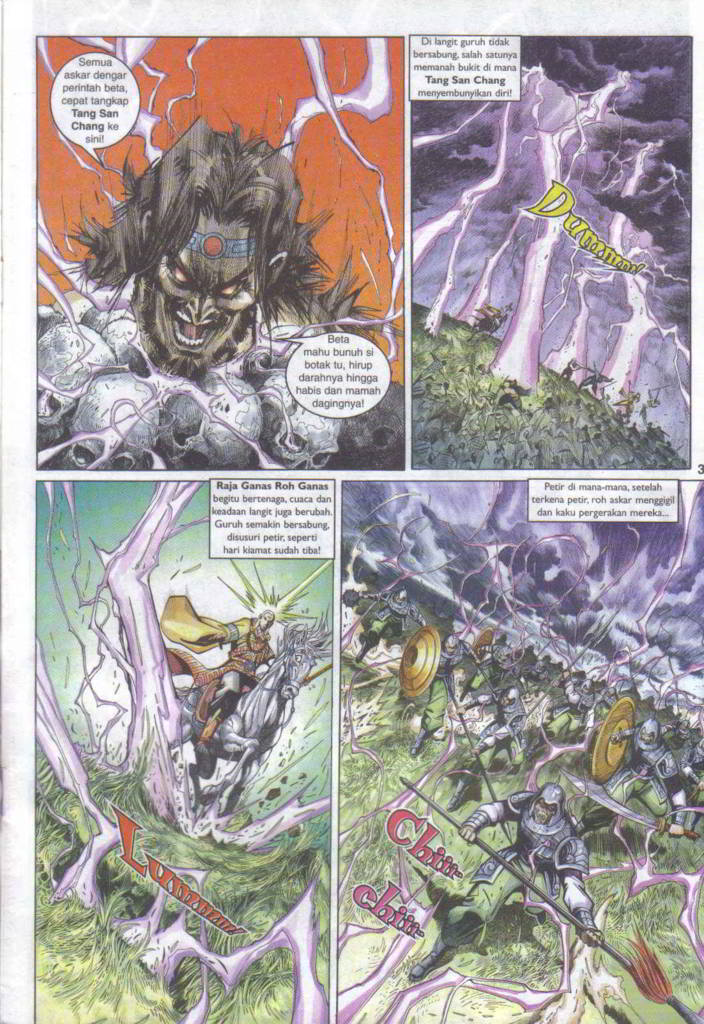 Semua
askar dengar
perintah beta,
cepat tangkap
Tang San
Chang ke
sini!
Beta
mahu bunuh si
botak tu, hirup
darahnya hingga
habis dan mamah
dagingnya!
Di langit guruh tidak
bersabung, salah satunya
memanah bukit di mana
Tang San Chang
menyembunyikan diri!
Dummm!
3
Raja Ganas Roh Ganas
begitu bertenaga, cuaca dan
keadaan langit juga berubah.
Guruh semakin bersabung,
disusuri petir, seperti
hari kiamat sudah tiba!
Petir di mana-mana, setelah
terkena petir, roh askar menggigil
dan kaku pergerakan mereka...
Chiii-
chiii-